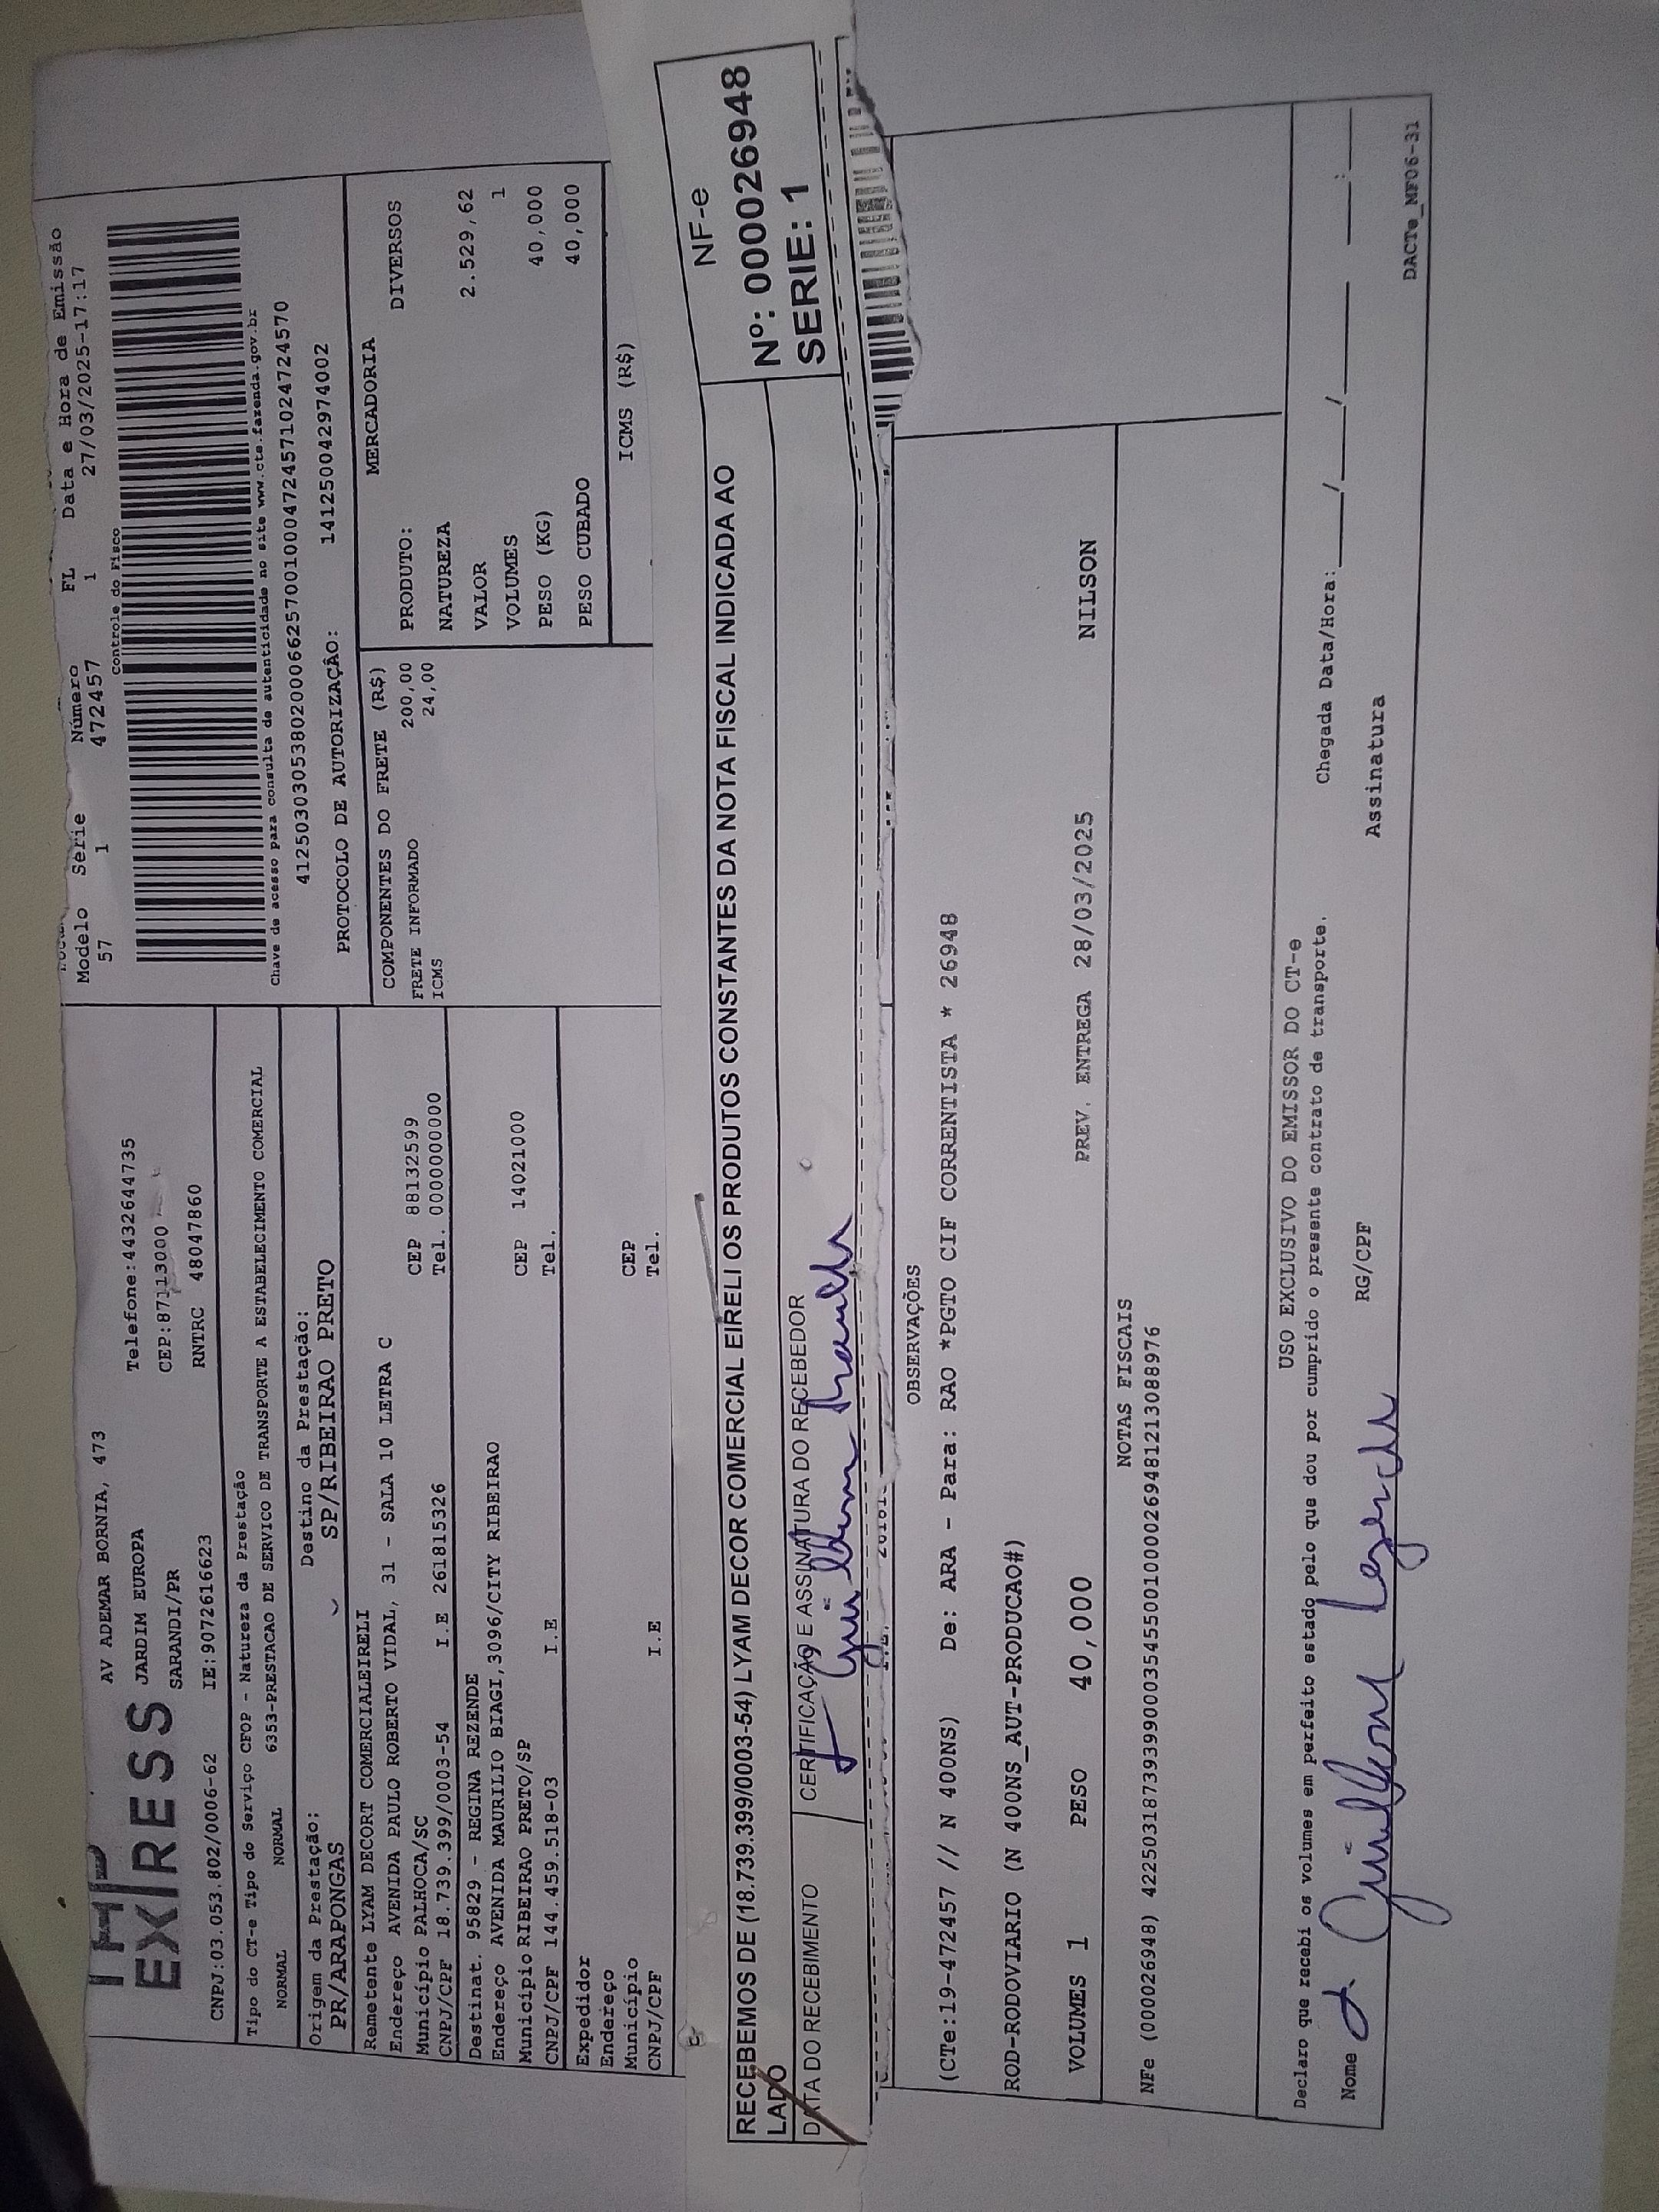 EXPRESS
AV ADEMAR BORNIA, 473
JARDIM EUROPA
SARANDI/PR
Telefone:4432644735
CEP:87113000
CNPJ:03.053.802/0006-62 IE:9072616623 RNTRC 48047860
Modelo Série Número FL Data e Hora de Emissão
57 1 472457 1 27/03/2025-17:17
Controle do Fisco
Chave de acesso para consulta de autenticidade no site www.cte.fazenda.gov.br
41250303053802000662570010004724571024724570
PROTOCOLO DE AUTORIZAÇÃO: 141250042974002
Tipo do CT-e Tipo do Serviço CFOP - Natureza da Prestação
NORMAL NORMAL 6353-PRESTACAO DE SERVICO DE TRANSPORTE A ESTABELECIMENTO COMERCIAL
Origem da Prestação: Destino da Prestação:
PR/ARAPONGAS SP/RIBEIRAO PRETO
Remetente LYAM DECORT COMERCIALEIRELI
Endereço AVENIDA PAULO ROBERTO VIDAL, 31 - SALA 10 LETRA C
Município PALHOCA/SC CEP 88132599
CNPJ/CPF 18.739.399/0003-54 I.E 261815326 Tel. 00000000000
Destinat. 95829 - REGINA REZENDE
Endereço AVENIDA MAURILIO BIAGI,3096/CITY RIBEIRAO
Município RIBEIRAO PRETO/SP CEP 14021000
CNPJ/CPF 144.459.518-03 I.E Tel.
Expedidor
Endereço
Município CEP
CNPJ/CPF I.E Tel.
COMPONENTES DO FRETE (R$)
FRETE INFORMADO 200,00
ICMS 24,00
MERCADORIA
PRODUTO: DIVERSOS
NATUREZA
VALOR 2.529,62
VOLUMES 1
PESO (KG) 40,000
PESO CUBADO 40,000
ICMS (R$)
RECEBEMOS DE (18.739.399/0003-54) LYAM DECOR COMERCIAL EIRELI OS PRODUTOS CONSTANTES DA NOTA FISCAL INDICADA AO
LADO
DATA DO RECEBIMENTO CERTIFICAÇÃO E ASSINATURA DO RECEBEDOR
NF-e
Nº: 000026948
SERIE: 1
OBSERVAÇÕES
(CTe:19-472457 // N 400NS) De: ARA - Para: RAO *PGTO CIF CORRENTISTA * 26948
ROD-RODOVIARIO (N 400NS_AUT-PRODUCAO#)
VOLUMES 1 PESO 40,000 PREV. ENTREGA 28/03/2025 NILSON
NOTAS FISCAIS
NFe (000026948) 42250318739399000354550010000269481213088976
USO EXCLUSIVO DO EMISSOR DO CT-e
Declaro que recebi os volumes em perfeito estado pelo que dou por cumprido o presente contrato de transporte. Chegada Data/Hora:____/____/____ ____:____
Nome RG/CPF Assinatura
DACTe_MF06-31